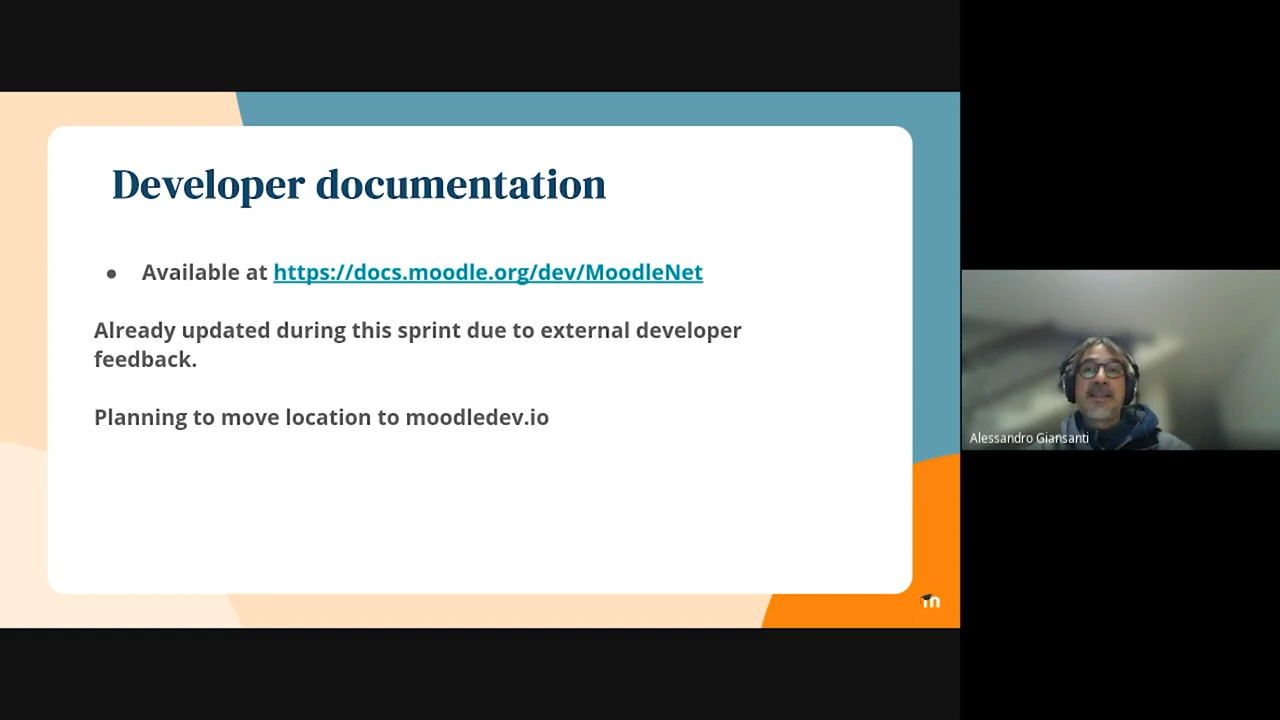 Developer documentation
● Available at https://docs.moodle.org/dev/MoodleNet
Already updated during this sprint due to external developer
feedback.
Planning to move location to moodledev.io
Alessandro Giansanti
m